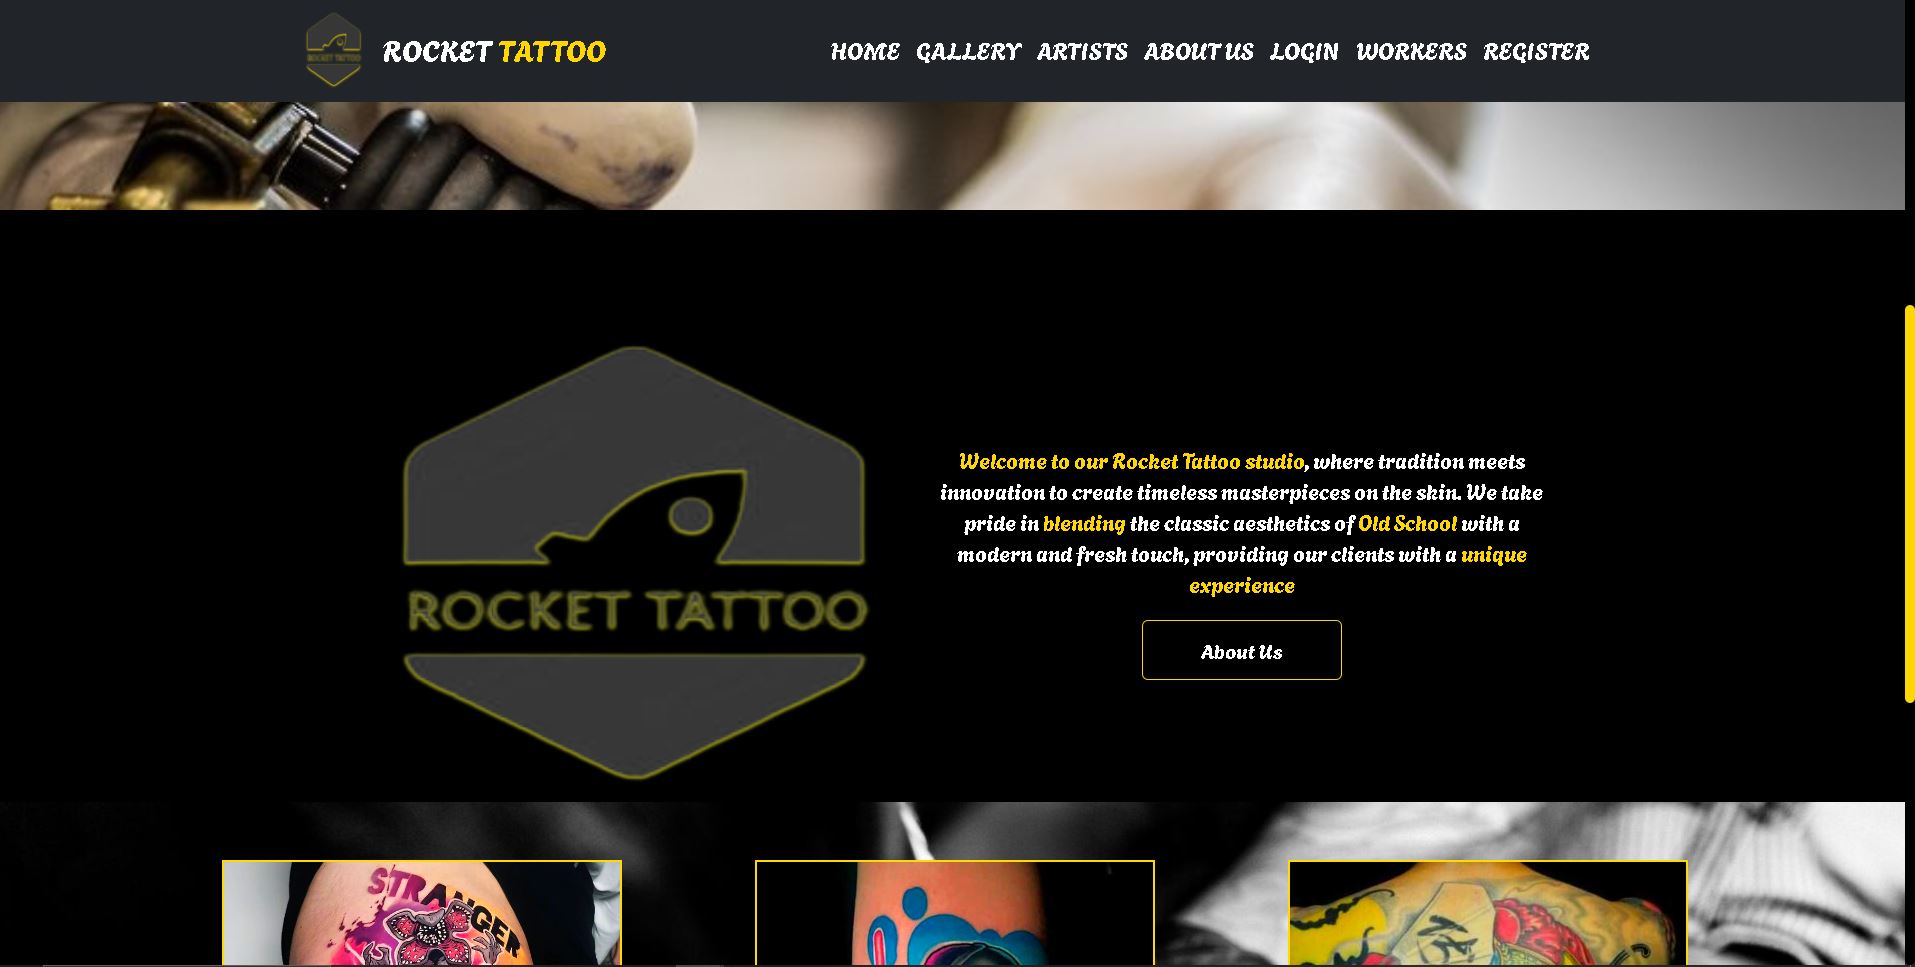 ROCKET TATTOO
ROCKET TATTOO HOME GALLERY ARTISTS ABOUT US LOGIN WORKERS REGISTER
Welcome to our Rocket Tattoo studio, where tradition meets
innovation to create timeless masterpieces on the skin. We take
pride in blending the classic aesthetics of Old School with a
modern and fresh touch, providing our clients with a unique
experience
ROCKET TATTOO
About Us
STRANGER